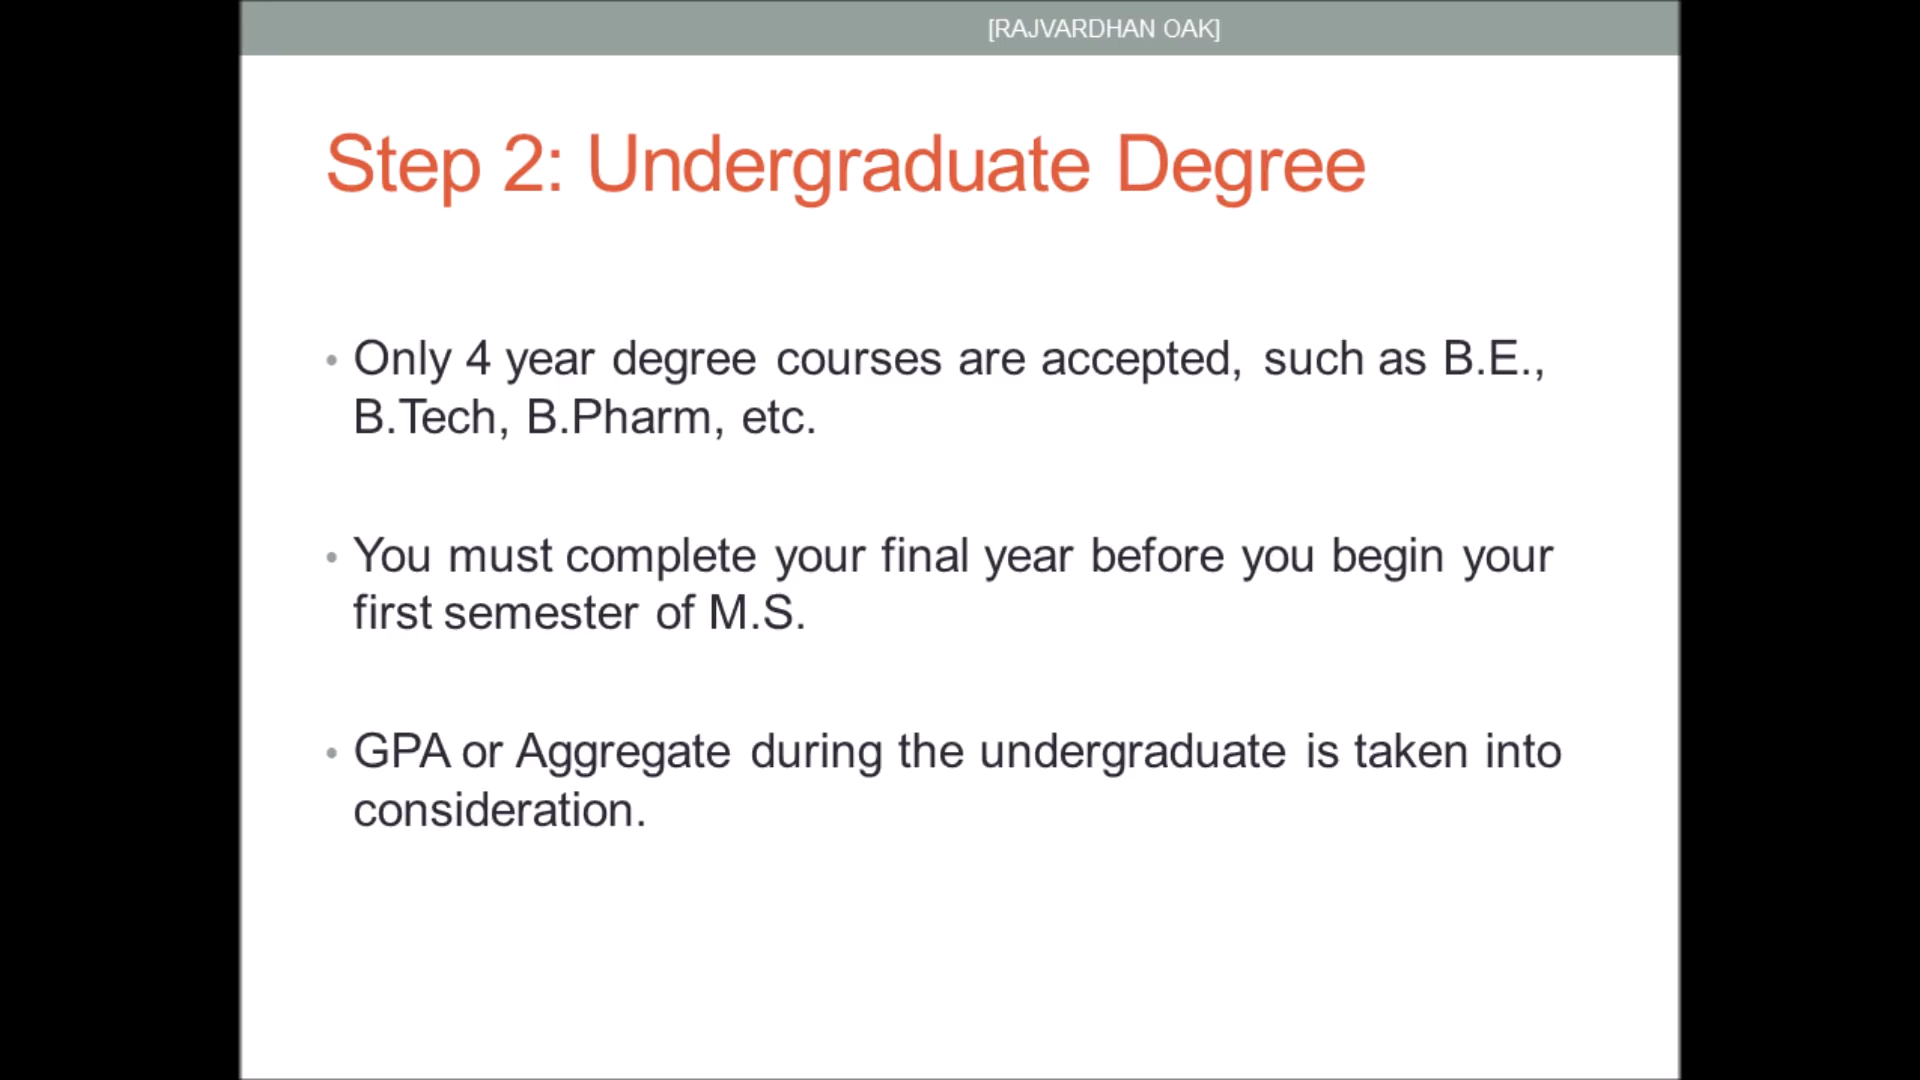 [RAJVARDHAN OAK]
Step 2: Undergraduate Degree
• Only 4 year degree courses are accepted, such as B.E.,
B.Tech, B.Pharm, etc.
• You must complete your final year before you begin your
first semester of M.S.
• GPA or Aggregate during the undergraduate is taken into
consideration.